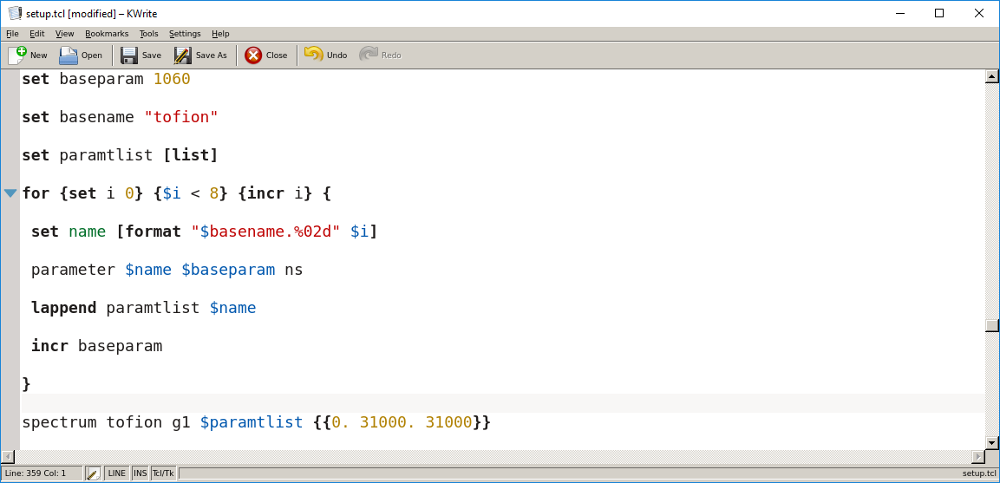 setup.tcl [modified] – KWrite
File Edit View Bookmarks Tools Settings Help
New Open Save Save As Close Undo Redo
set baseparam 1060
set basename "tofion"
set paramtlist [list]
for {set i 0} {$i < 8} {incr i} {
set name [format "$basename.%02d" $i]
parameter $name $baseparam ns
lappend paramtlist $name
incr baseparam
}
spectrum tofion g1 $paramtlist {{0. 31000. 31000}}
Line: 359 Col: 1 LINE INS Tcl/Tk setup.tcl